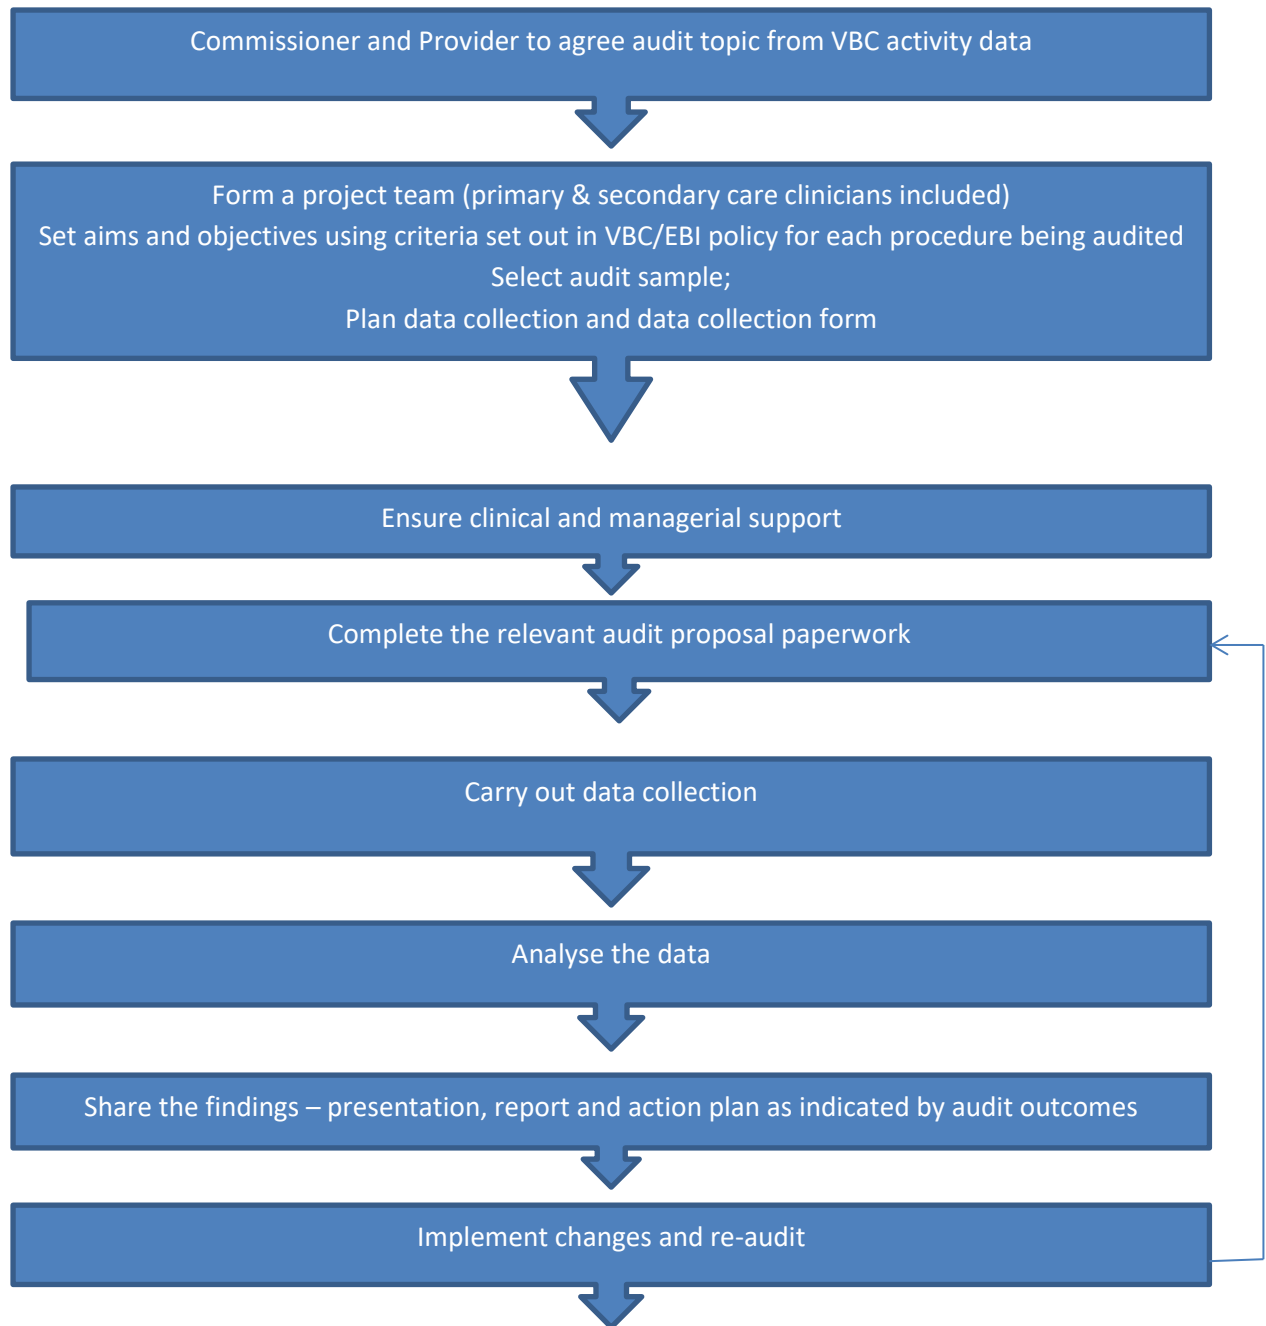 Commissioner and Provider to agree audit topic from VBC activity data
Form a project team (primary & secondary care clinicians included)
Set aims and objectives using criteria set out in VBC/EBI policy for each procedure being audited
Select audit sample;
Plan data collection and data collection form
Ensure clinical and managerial support
Complete the relevant audit proposal paperwork
Carry out data collection
Analyse the data
Share the findings – presentation, report and action plan as indicated by audit outcomes
Implement changes and re-audit